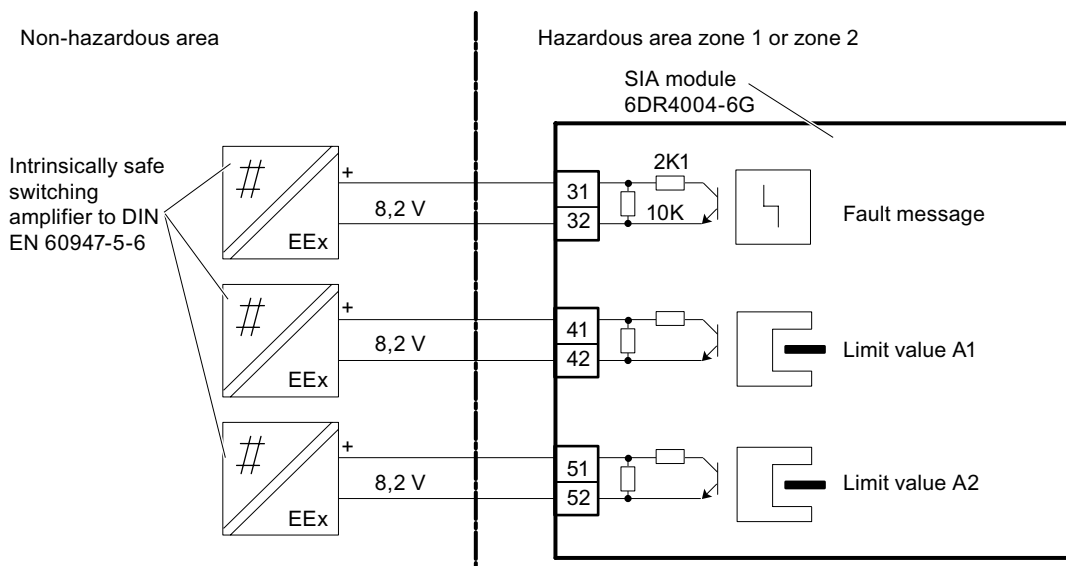 Non-hazardous area
Hazardous area zone 1 or zone 2
SIA module
6DR4004-6G
Intrinsically safe
switching
amplifier to DIN
EN 60947-5-6
+
8,2 V
EEx
31
32
2K1
10K
Fault message
+
8,2 V
EEx
41
42
Limit value A1
+
8,2 V
EEx
51
52
Limit value A2